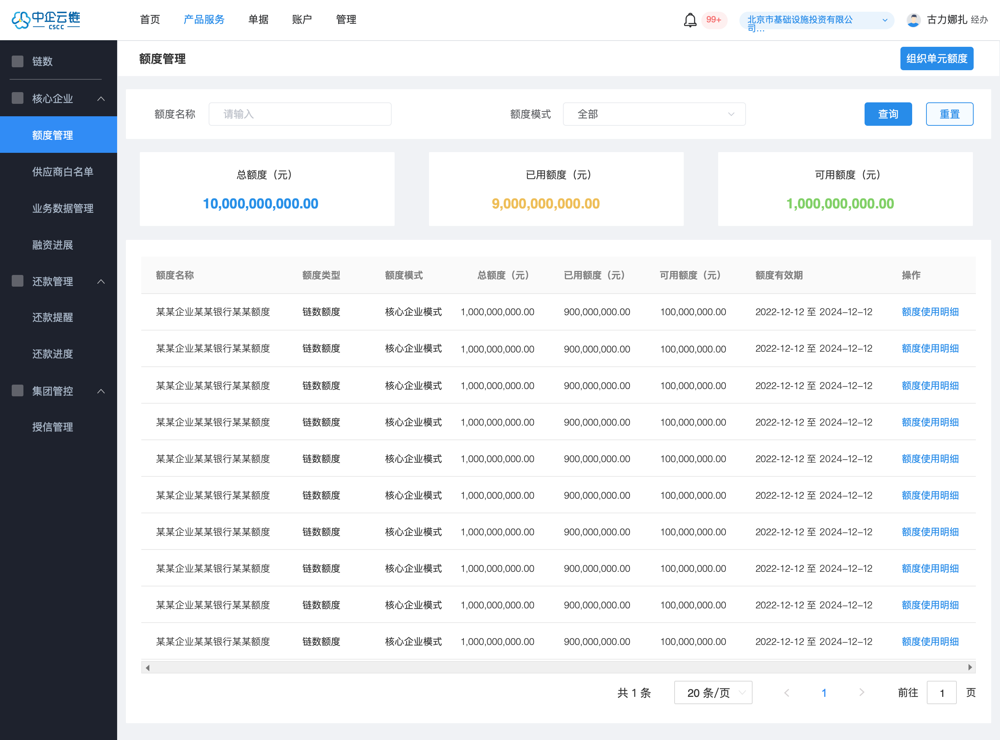 中企云链
CSCC
首页 产品服务 单据 账户 管理
99+
北京市基础设施投资有限公
司...
古力娜扎 经办
链数
核心企业
额度管理
供应商白名单
业务数据管理
融资进展
还款管理
还款提醒
还款进度
集团管控
授信管理
额度管理
组织单元额度
额度名称 请输入 额度模式 全部 查询 重置
总额度（元） 已用额度（元） 可用额度（元）
10,000,000,000.00 9,000,000,000.00 1,000,000,000.00
额度名称 额度类型 额度模式 总额度（元） 已用额度（元） 可用额度（元） 额度有效期 操作
某某企业某某银行某某额度 链数额度 核心企业模式 1,000,000,000.00 900,000,000.00 100,000,000.00 2022-12-12 至 2024–12–12 额度使用明细
某某企业某某银行某某额度 链数额度 核心企业模式 1,000,000,000.00 900,000,000.00 100,000,000.00 2022-12-12 至 2024–12–12 额度使用明细
某某企业某某银行某某额度 链数额度 核心企业模式 1,000,000,000.00 900,000,000.00 100,000,000.00 2022-12-12 至 2024–12–12 额度使用明细
某某企业某某银行某某额度 链数额度 核心企业模式 1,000,000,000.00 900,000,000.00 100,000,000.00 2022-12-12 至 2024–12–12 额度使用明细
某某企业某某银行某某额度 链数额度 核心企业模式 1,000,000,000.00 900,000,000.00 100,000,000.00 2022-12-12 至 2024–12–12 额度使用明细
某某企业某某银行某某额度 链数额度 核心企业模式 1,000,000,000.00 900,000,000.00 100,000,000.00 2022-12-12 至 2024–12–12 额度使用明细
某某企业某某银行某某额度 链数额度 核心企业模式 1,000,000,000.00 900,000,000.00 100,000,000.00 2022-12-12 至 2024–12–12 额度使用明细
某某企业某某银行某某额度 链数额度 核心企业模式 1,000,000,000.00 900,000,000.00 100,000,000.00 2022-12-12 至 2024–12–12 额度使用明细
某某企业某某银行某某额度 链数额度 核心企业模式 1,000,000,000.00 900,000,000.00 100,000,000.00 2022-12-12 至 2024–12–12 额度使用明细
某某企业某某银行某某额度 链数额度 核心企业模式 1,000,000,000.00 900,000,000.00 100,000,000.00 2022-12-12 至 2024–12–12 额度使用明细
共 1 条 20 条/页 1 前往 1 页